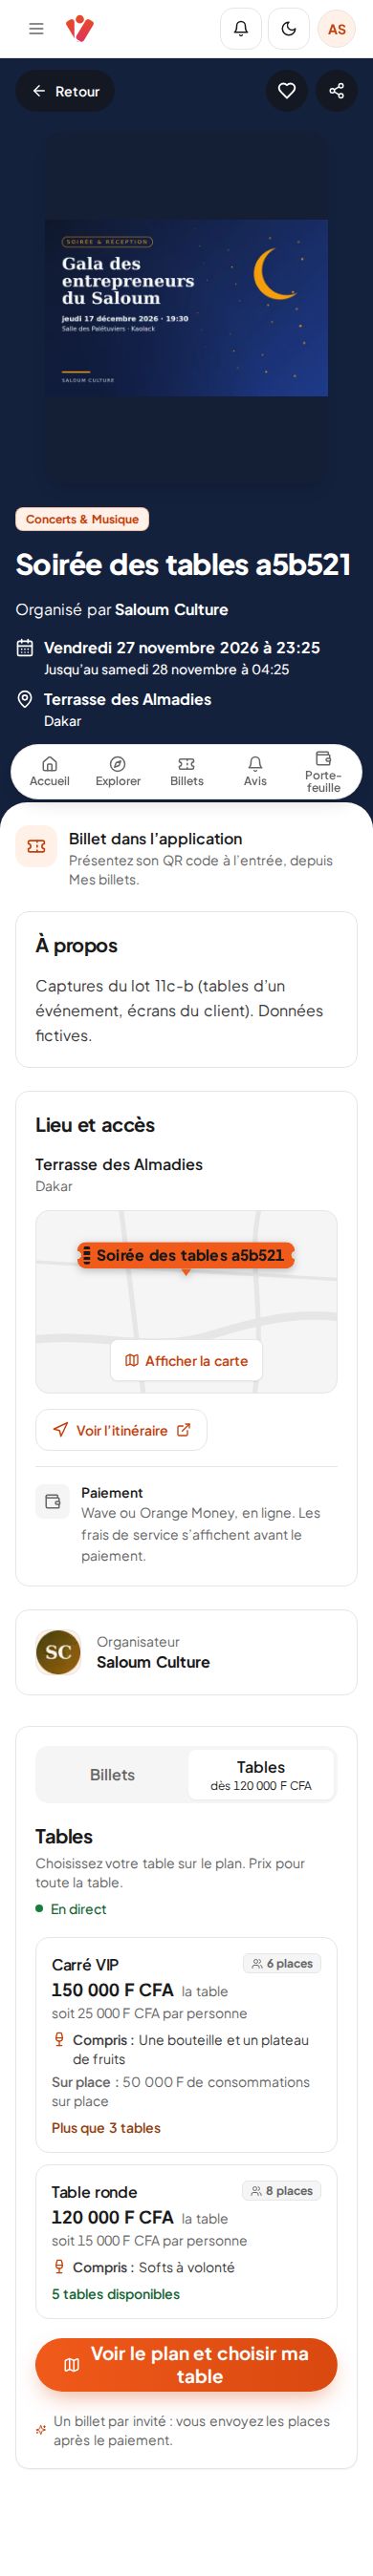 AS
Retour
SOIRÉE & RÉCEPTION
Gala des
entrepreneurs
du Saloum
jeudi 17 décembre 2026 · 19:30
Salle des Palétuviers · Kaolack
SALOUM CULTURE
Concerts & Musique
Soirée des tables a5b521
Organisé par Saloum Culture
Vendredi 27 novembre 2026 à 23:25
Jusqu’au samedi 28 novembre à 04:25
Terrasse des Almadies
Dakar
Accueil
Explorer
Billets
Avis
Porte-
feuille
Billet dans l’application
Présentez son QR code à l’entrée, depuis
Mes billets.
À propos
Captures du lot 11c-b (tables d’un
événement, écrans du client). Données
fictives.
Lieu et accès
Terrasse des Almadies
Dakar
Soirée des tables a5b521
Afficher la carte
Voir l’itinéraire
Paiement
Wave ou Orange Money, en ligne. Les
frais de service s’affichent avant le
paiement.
SC
Organisateur
Saloum Culture
Billets
Tables
dès 120 000 F CFA
Tables
Choisissez votre table sur le plan. Prix pour
toute la table.
En direct
Carré VIP
6 places
150 000 F CFA la table
soit 25 000 F CFA par personne
Compris : Une bouteille et un plateau
de fruits
Sur place : 50 000 F de consommations
sur place
Plus que 3 tables
Table ronde
8 places
120 000 F CFA la table
soit 15 000 F CFA par personne
Compris : Softs à volonté
5 tables disponibles
Voir le plan et choisir ma
table
Un billet par invité : vous envoyez les places
après le paiement.